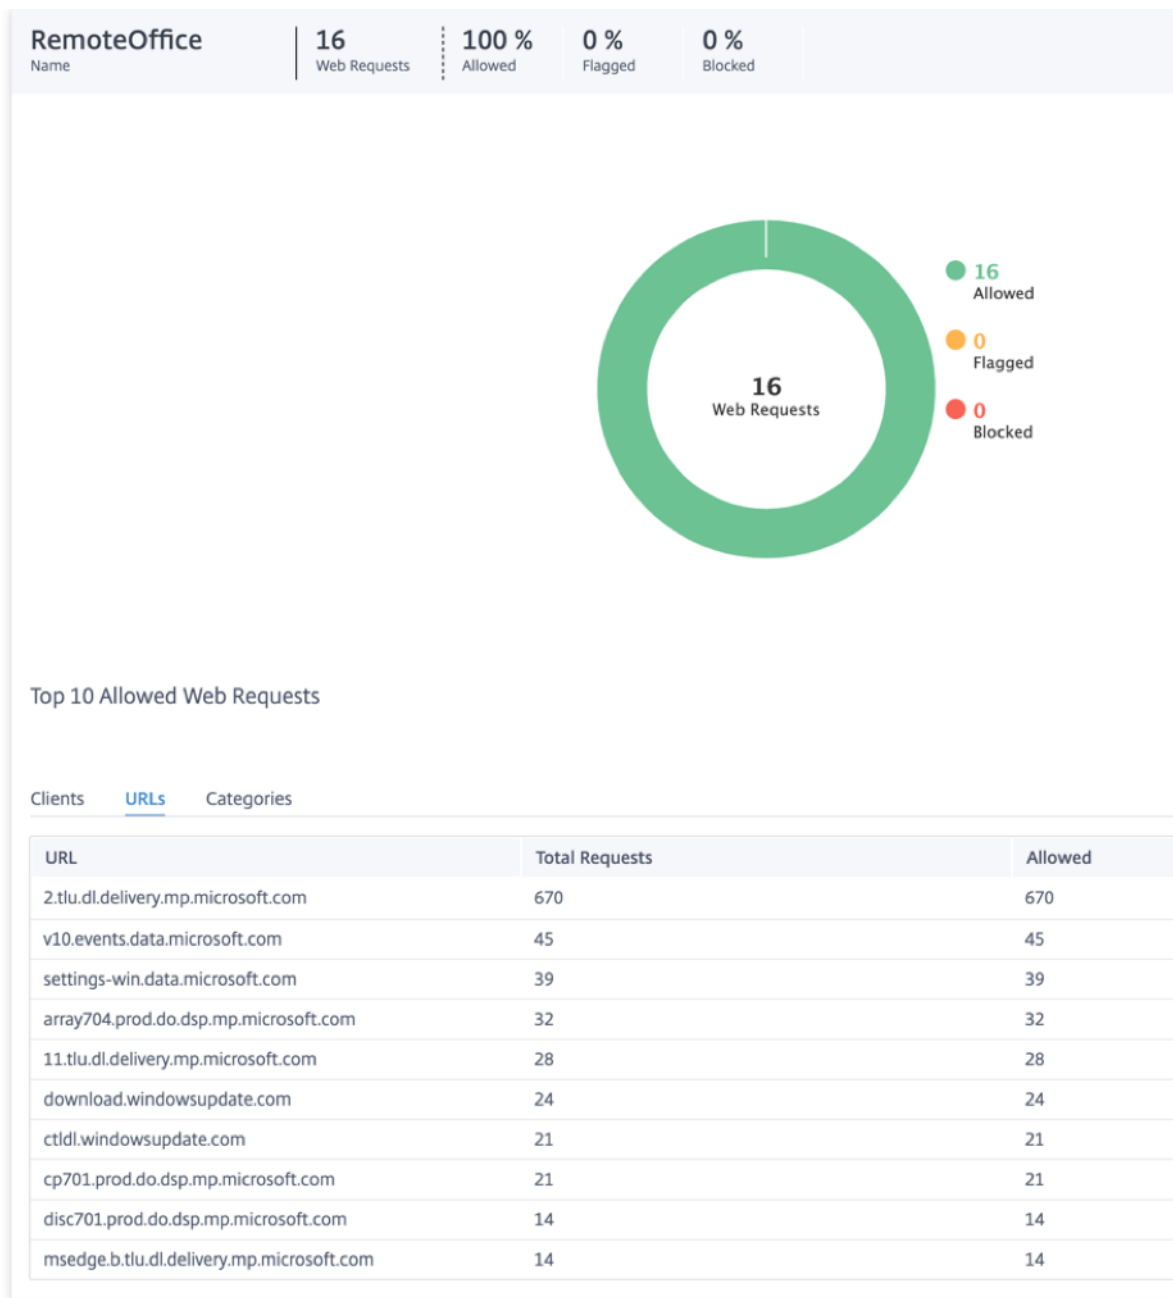 RemoteOffice
Name
16
Web Requests
100 %
Allowed
0 %
Flagged
0 %
Blocked
16
Allowed
0
Flagged
0
Blocked
16
Web Requests
Top 10 Allowed Web Requests
Clients URLs Categories
URL Total Requests Allowed
2.tlu.dl.delivery.mp.microsoft.com 670 670
v10.events.data.microsoft.com 45 45
settings-win.data.microsoft.com 39 39
array704.prod.do.dsp.mp.microsoft.com 32 32
11.tlu.dl.delivery.mp.microsoft.com 28 28
download.windowsupdate.com 24 24
ctldl.windowsupdate.com 21 21
cp701.prod.do.dsp.mp.microsoft.com 21 21
disc701.prod.do.dsp.mp.microsoft.com 14 14
msedge.b.tlu.dl.delivery.mp.microsoft.com 14 14